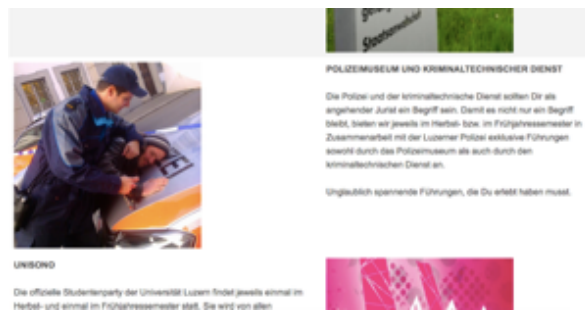 Staatsanwaltschaft
POLIZEIMUSEUM UND KRIMINALTECHNISCHER DIENST
Die Polizei und der kriminaltechnische Dienst sollten Dir als
angehender Jurist ein Begriff sein. Damit es nicht nur ein Begriff
bleibt, bieten wir jeweils im Herbst- bzw. im Frühjahressemester in
Zusammenarbeit mit der Luzerner Polizei exklusive Führungen
sowohl durch das Polizeimuseum als auch durch den
kriminaltechnischen Dienst an.
Unglaublich spannende Führungen, die Du erlebt haben musst.
UNISONO
Die offizielle Studentenparty der Universität Luzern findet jeweils einmal im
Herbst- und einmal im Frühjahressemester statt. Sie wird von allen